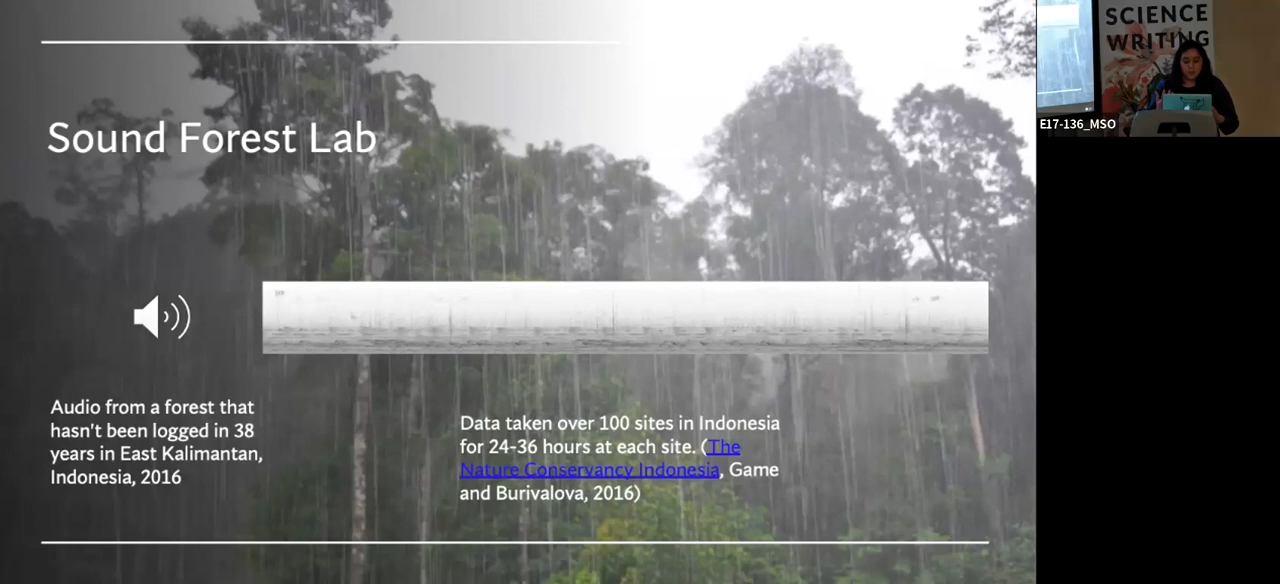 Sound Forest Lab
Audio from a forest that
hasn't been logged in 38
years in East Kalimantan,
Indonesia, 2016
Data taken over 100 sites in Indonesia
for 24-36 hours at each site. (The
Nature Conservancy Indonesia, Game
and Burivalova, 2016)
SCIENCE
WRITING
E17-136_MSO